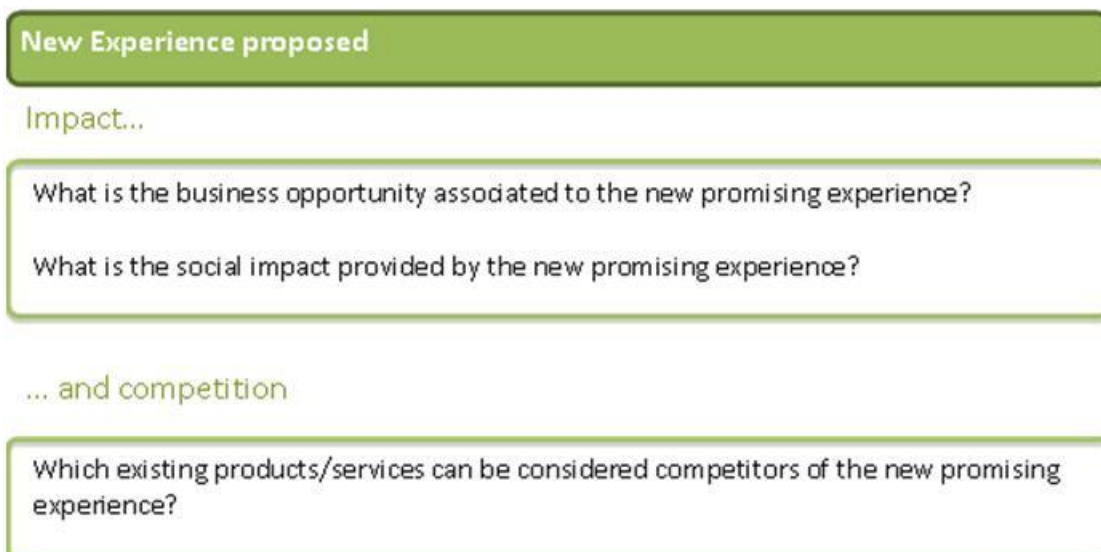 New Experience proposed
Impact...
What is the business opportunity associated to the new promising experience?
What is the social impact provided by the new promising experience?
... and competition
Which existing products/services can be considered competitors of the new promising
experience?